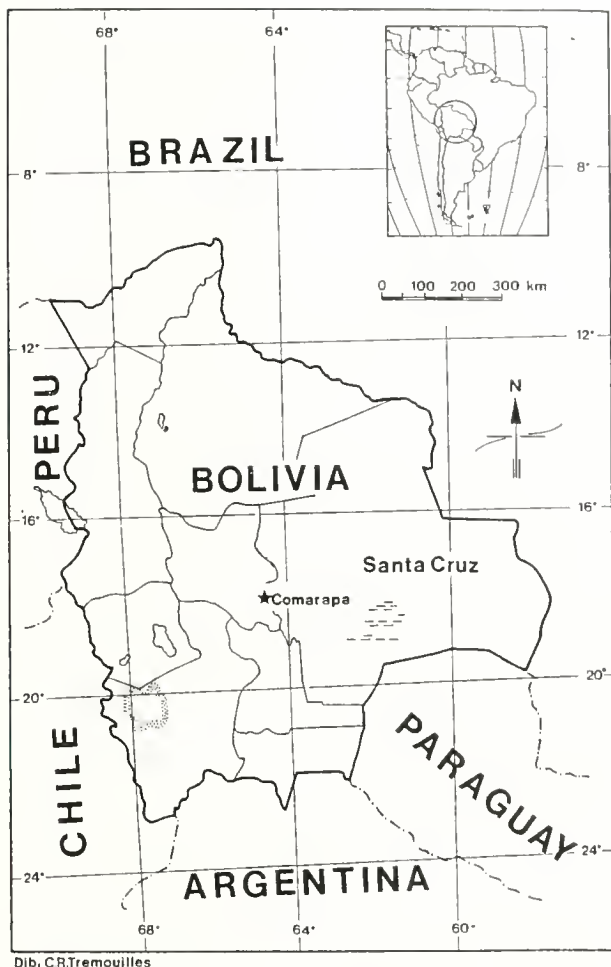 68°
64°
BRAZIL
8°
8°
0 100 200 300 km
12°
12°
N
PERU
BOLIVIA
16°
16°
Santa Cruz
★Comarapa
20°
20°
CHILE
PARAGUAY
24°
24°
ARGENTINA
68°
64°
60°
Dib. C.R.Tremouilles